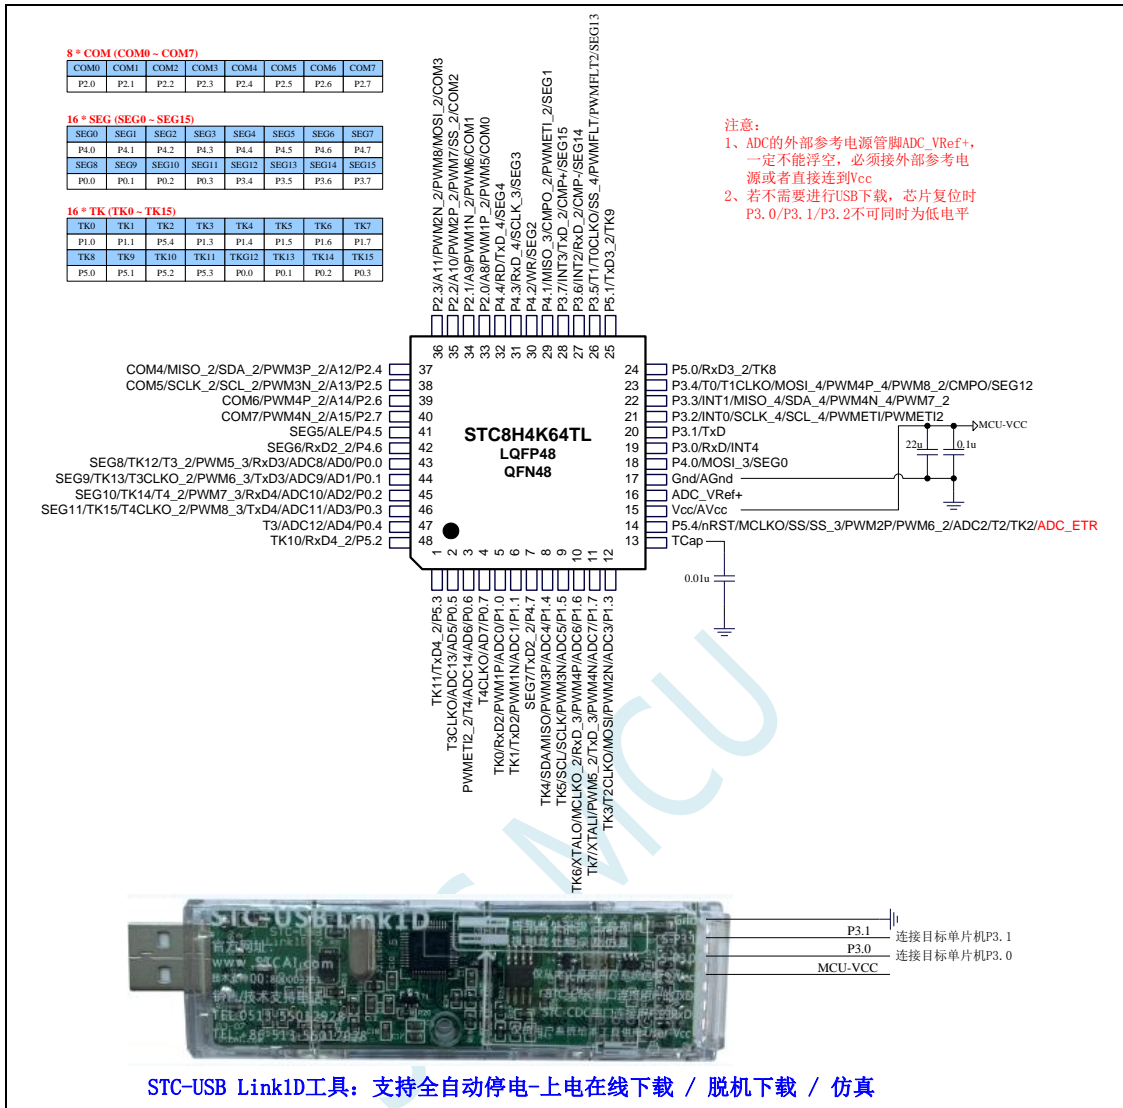 8 * COM (COM0 ~ COM7)
COM0 COM1 COM2 COM3 COM4 COM5 COM6 COM7
P2.0 P2.1 P2.2 P2.3 P2.4 P2.5 P2.6 P2.7
16 * SEG (SEG0 ~ SEG15)
SEG0 SEG1 SEG2 SEG3 SEG4 SEG5 SEG6 SEG7
P4.0 P4.1 P4.2 P4.3 P4.4 P4.5 P4.6 P4.7
SEG8 SEG9 SEG10 SEG11 SEG12 SEG13 SEG14 SEG15
P0.0 P0.1 P0.2 P0.3 P3.4 P3.5 P3.6 P3.7
16 * TK (TK0 ~ TK15)
TK0 TK1 TK2 TK3 TK4 TK5 TK6 TK7
P1.0 P1.1 P5.4 P1.3 P1.4 P1.5 P1.6 P1.7
TK8 TK9 TK10 TK11 TKG12 TK13 TK14 TK15
P5.0 P5.1 P5.2 P5.3 P0.0 P0.1 P0.2 P0.3
P2.3/A11/PWM2N_2/PWM8/MOSI_2/COM3
P2.2/A10/PWM2P_2/PWM7/SS_2/COM2
P2.1/A9/PWM1N_2/PWM6/COM1
P2.0/A8/PWM1P_2/PWM5/COM0
P4.4/RD/TxD_4/SEG4
P4.3/RxD_4/SCLK_3/SEG3
P4.2/WR/SEG2
P4.1/MISO_3/CMPO_2/PWMETI_2/SEG1
P3.7/INT3/TxD_2/CMP+/SEG15
P3.6/INT2/RxD_2/CMP-/SEG14
P3.5/T1/T0CLKO/SS_4/PWMFLT/PWMFLT2/SEG13
P5.1/TxD3_2/TK9
注意：
1、ADC的外部参考电源管脚ADC_VRef+,
一定不能浮空，必须接外部参考电
源或者直接连到Vcc
2、若不需要进行USB下载，芯片复位时
P3.0/P3.1/P3.2不可同时为低电平
36 35 34 33 32 31 30 29 28 27 26 25
COM4/MISO_2/SDA_2/PWM3P_2/A12/P2.4 37
COM5/SCLK_2/SCL_2/PWM3N_2/A13/P2.5 38
COM6/PWM4P_2/A14/P2.6 39
COM7/PWM4N_2/A15/P2.7 40
SEG5/ALE/P4.5 41
SEG6/RxD2_2/P4.6 42
SEG8/TK12/T3_2/PWM5_3/RxD3/ADC8/AD0/P0.0 43
SEG9/TK13/T3CLKO_2/PWM6_3/TxD3/ADC9/AD1/P0.1 44
SEG10/TK14/T4_2/PWM7_3/RxD4/ADC10/AD2/P0.2 45
SEG11/TK15/T4CLKO_2/PWM8_3/TxD4/ADC11/AD3/P0.3 46
T3/ADC12/AD4/P0.4 47
TK10/RxD4_2/P5.2 48
STC8H4K64TL
LQFP48
QFN48
24 P5.0/RxD3_2/TK8
23 P3.4/T0/T1CLKO/MOSI_4/PWM4P_4/PWM8_2/CMPO/SEG12
22 P3.3/INT1/MISO_4/SDA_4/PWM4N_4/PWM7_2
21 P3.2/INT0/SCLK_4/SCL_4/PWMETI/PWMETI2
20 P3.1/TxD
19 P3.0/RxD/INT4
18 P4.0/MOSI_3/SEG0
17 Gnd/AGnd
16 ADC_VRef+
15 Vcc/AVcc
14 P5.4/nRST/MCLKO/SS/SS_3/PWM2P/PWM6_2/ADC2/T2/TK2/ADC_ETR
13 TCap
MCU-VCC
22u 0.1u
0.01u
1 2 3 4 5 6 7 8 9 10 11 12
TK11/TxD4_2/P5.3
T3CLKO/ADC13/AD5/P0.5
PWMETI2_2/T4/ADC14/AD6/P0.6
T4CLKO/AD7/P0.7
TK0/RxD2/PWM1P/ADC0/P1.0
TK1/TxD2/PWM1N/ADC1/P1.1
SEG7/TxD2_2/P4.7
TK4/SDA/MISO/PWM3P/ADC4/P1.4
TK5/SCL/SCLK/PWM3N/ADC5/P1.5
TK6/XTALO/MCLKO_2/RxD_3/PWM4P/ADC6/P1.6
Tk7/XTALI/PWM5_2/TxD_3/PWM4N/ADC7/P1.7
TK3/T2CLKO/MOSI/PWM2N/ADC3/P1.3
MCU
STC-USB Link1D
官方网址
www.STCAI.com
销售/技术支持电话
Gnd
P3.1 连接目标单片机P3.1
P3.0 连接目标单片机P3.0
MCU-VCC
STC-USB Link1D工具：支持全自动停电-上电在线下载 / 脱机下载 / 仿真